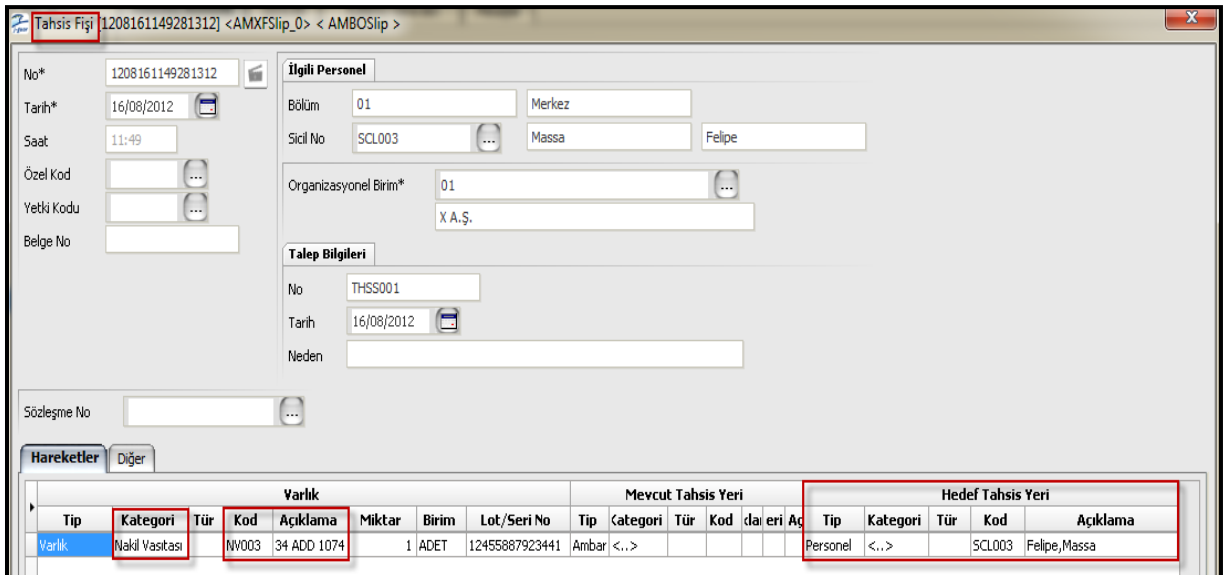 Tahsis Fişi [1208161149281312] <AMXFSlip_0> < AMBOSlip >
No* 1208161149281312
Tarih* 16/08/2012
Saat 11:49
Özel Kod ...
Yetki Kodu ...
Belge No
İlgili Personel
Bölüm 01 Merkez
Sicil No SCL003 ... Massa Felipe
Organizasyonel Birim* 01 ...
X A.Ş.
Talep Bilgileri
No THSS001
Tarih 16/08/2012
Neden
Sözleşme No ...
Hareketler Diğer
Varlık Mevcut Tahsis Yeri Hedef Tahsis Yeri
Tip Kategori Tür Kod Açıklama Miktar Birim Lot/Seri No Tip Kategori Tür Kod eri Tip Kategori Tür Kod Açıklama
Varlık Nakil Vasıtası NV003 34 ADD 1074 1 ADET 12455887923441 Ambar <..> Personel <..> SCL003 Felipe,Massa